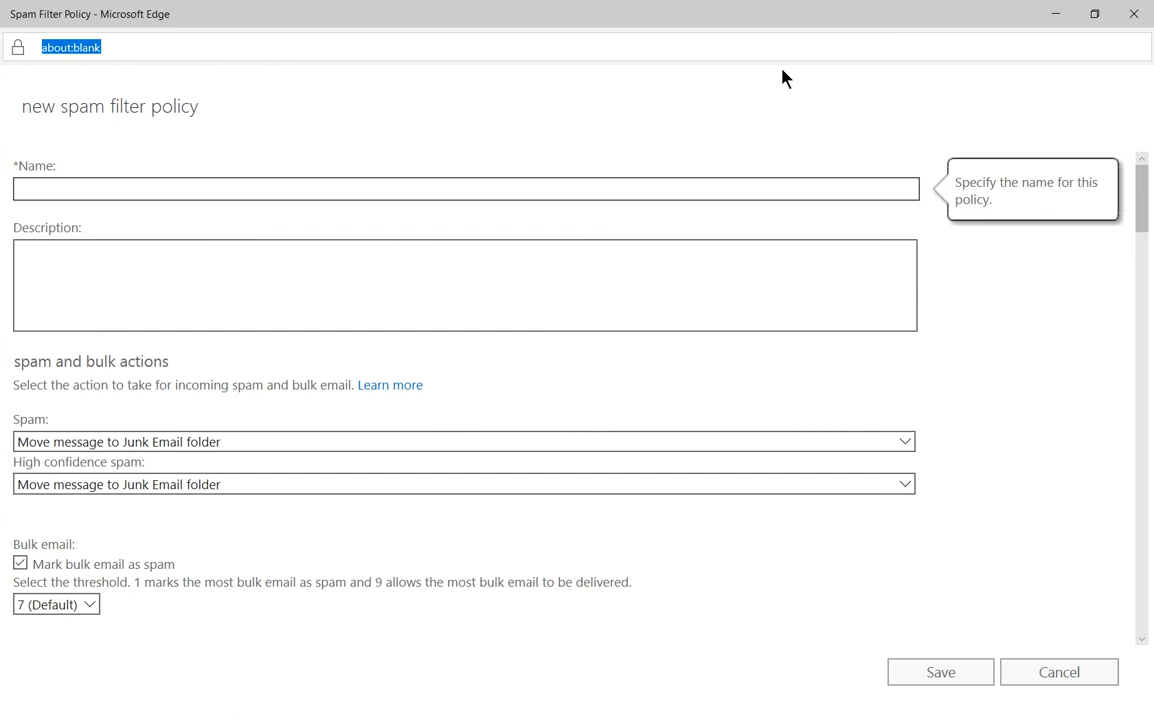 Spam Filter Policy - Microsoft Edge
about:blank
new spam filter policy
*Name:
Specify the name for this
policy.
Description:
spam and bulk actions
Select the action to take for incoming spam and bulk email. Learn more
Spam:
Move message to Junk Email folder
High confidence spam:
Move message to Junk Email folder
Bulk email:
Mark bulk email as spam
Select the threshold. 1 marks the most bulk email as spam and 9 allows the most bulk email to be delivered.
7 (Default)
Save Cancel